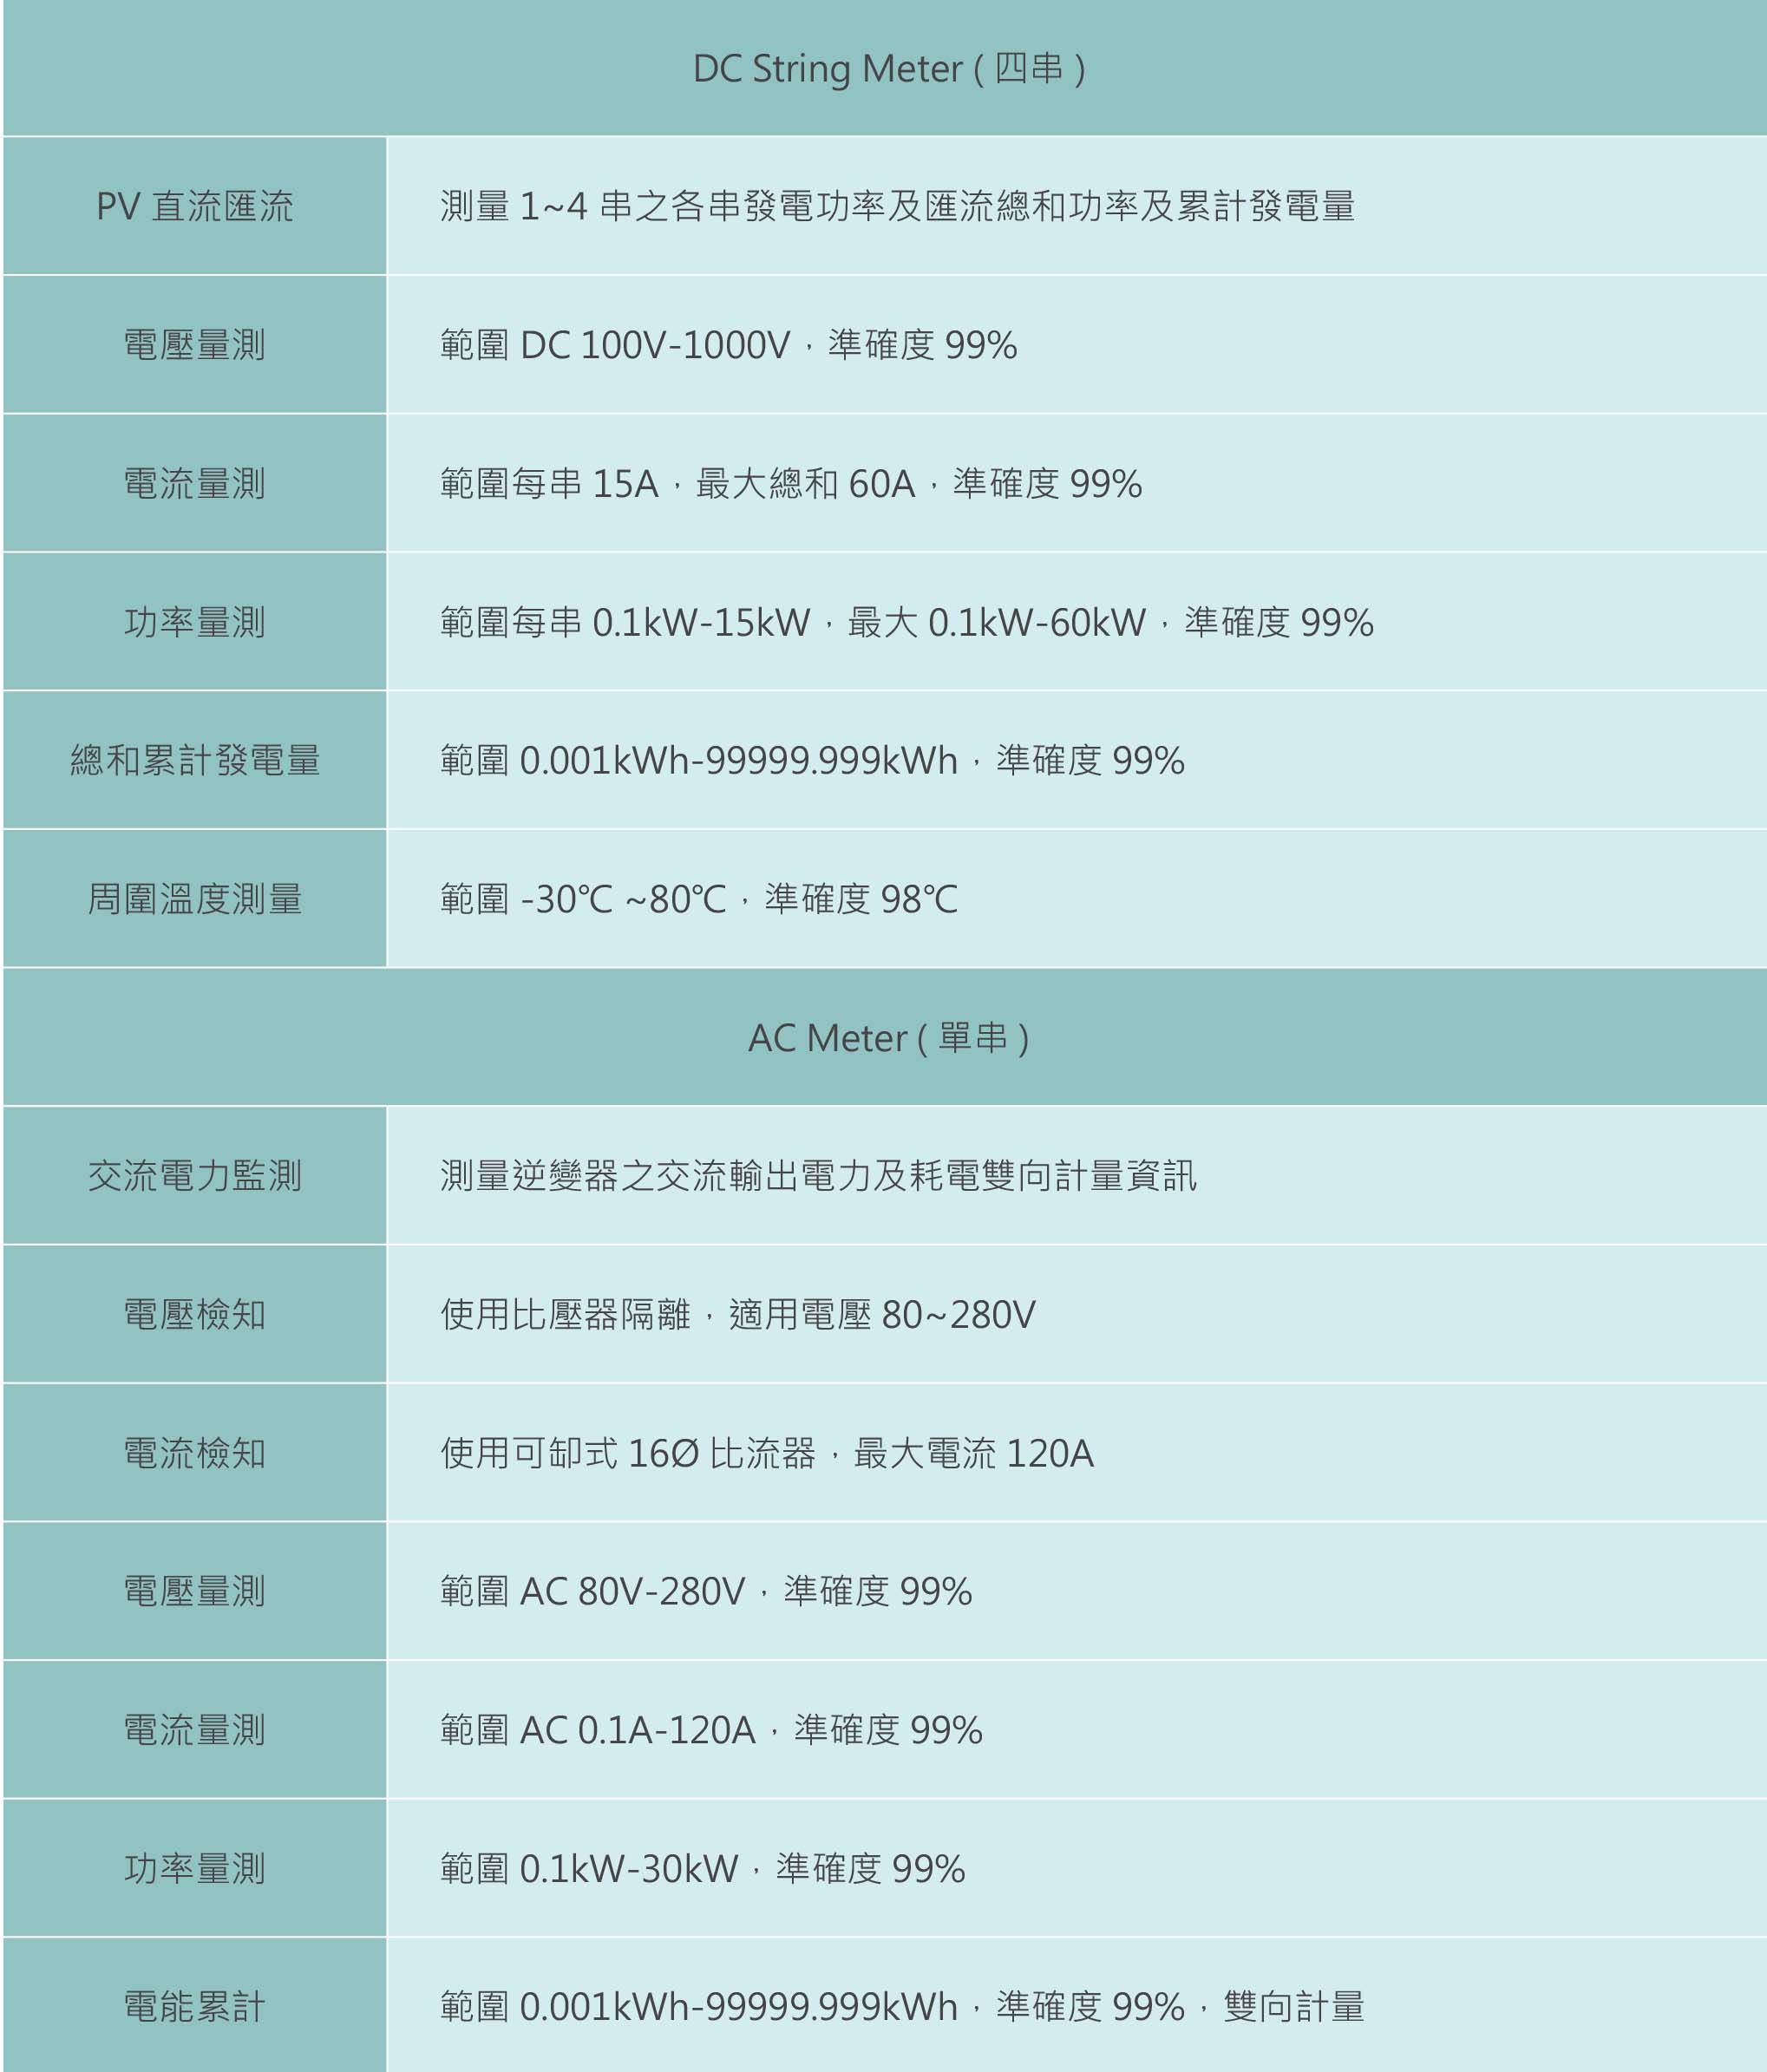 DC String Meter ( 四串 )
PV 直流匯流
測量 1~4 串之各串發電功率及匯流總和功率及累計發電量
電壓量測
範圍 DC 100V-1000V，準確度 99%
電流量測
範圍每串 15A，最大總和 60A，準確度 99%
功率量測
範圍每串 0.1kW-15kW，最大 0.1kW-60kW，準確度 99%
總和累計發電量
範圍 0.001kWh-99999.999kWh，準確度 99%
周圍溫度測量
範圍 -30℃ ~80℃，準確度 98℃
AC Meter ( 單串 )
交流電力監測
測量逆變器之交流輸出電力及耗電雙向計量資訊
電壓檢知
使用比壓器隔離，適用電壓 80~280V
電流檢知
使用可卸式 16Ø 比流器，最大電流 120A
電壓量測
範圍 AC 80V-280V，準確度 99%
電流量測
範圍 AC 0.1A-120A，準確度 99%
功率量測
範圍 0.1kW-30kW，準確度 99%
電能累計
範圍 0.001kWh-99999.999kWh，準確度 99%，雙向計量